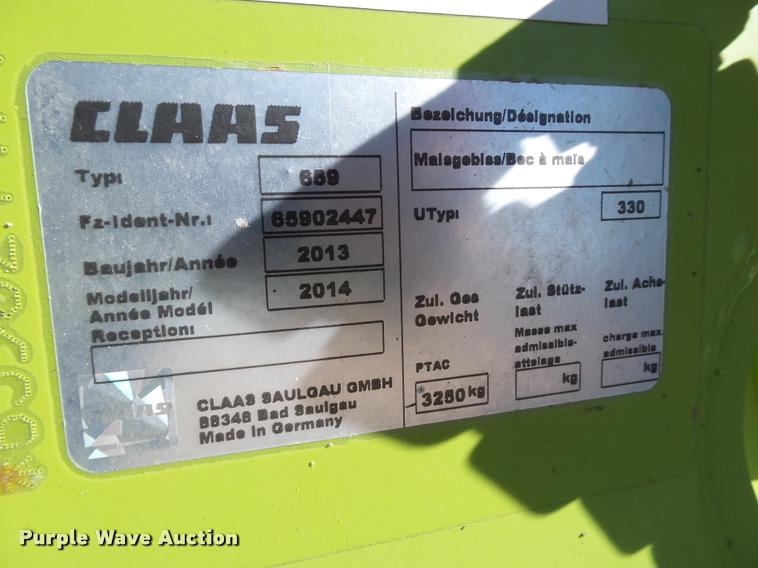 CLAAS
Typ: 659
Fz-Ident-Nr.: 65902447
Baujahr/Année 2013
Modelljahr/
Année Modél 2014
Reception:
CLAAS SAULGAU GMBH
88348 Bad Saulgau
Made in Germany
Bezeichung/Désignation
Maisgebiss/Bec à maïs
UTyp: 330
Zul. Ges
Gewicht
PTAC
3250 kg
Zul. Stütz-
last
Masse max
admissible-
attelage
kg
Zul. Achs-
last
charge max.
admissible
kg
CLAAS
Purple Wave Auction